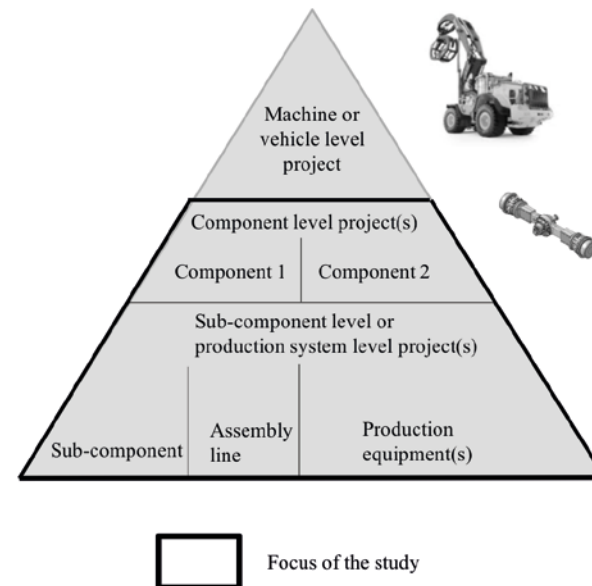 Machine or
vehicle level
project
Component level project(s)
Component 1
Component 2
Sub-component level or
production system level project(s)
Sub-component
Assembly
line
Production
equipment(s)
Focus of the study